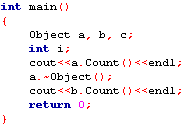 int main()
{
    Object a, b, c;
    int i;
    cout<<a.Count()<<endl;
    a.~Object();
    cout<<b.Count()<<endl;
    return 0;
}